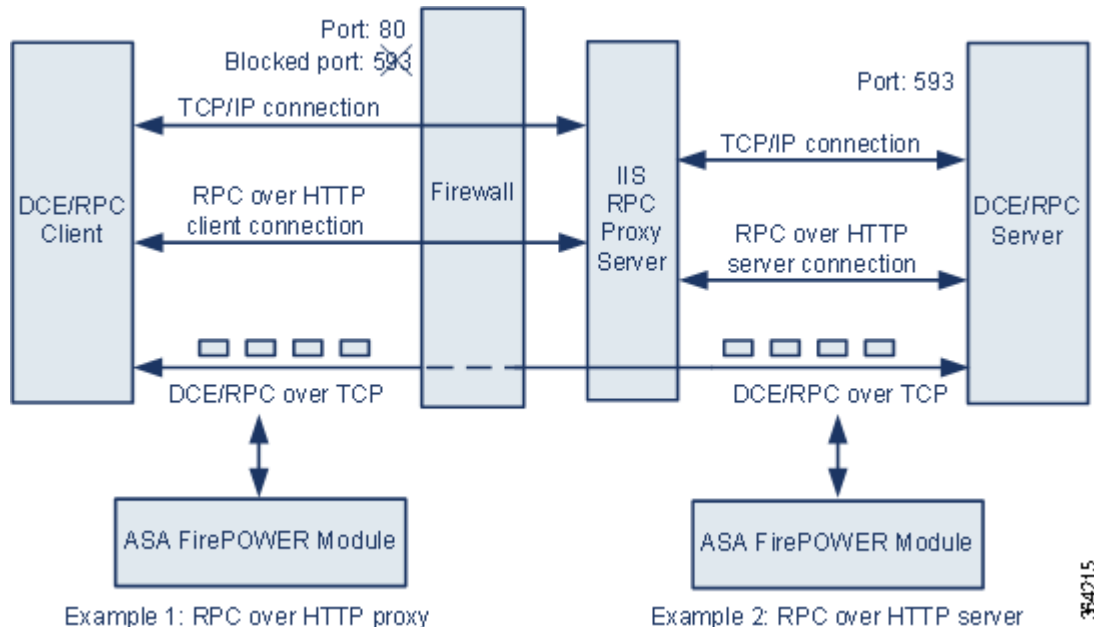 Port: 80
Blocked port: 593
Port: 593
TCP/IP connection
TCP/IP connection
DCE/RPC
Client
RPC over HTTP
client connection
Firewall
IIS
RPC
Proxy
Server
RPC over HTTP
server connection
DCE/RPC
Server
DCE/RPC over TCP
DCE/RPC over TCP
ASA FirePOWER Module
ASA FirePOWER Module
Example 1: RPC over HTTP proxy
Example 2: RPC over HTTP server